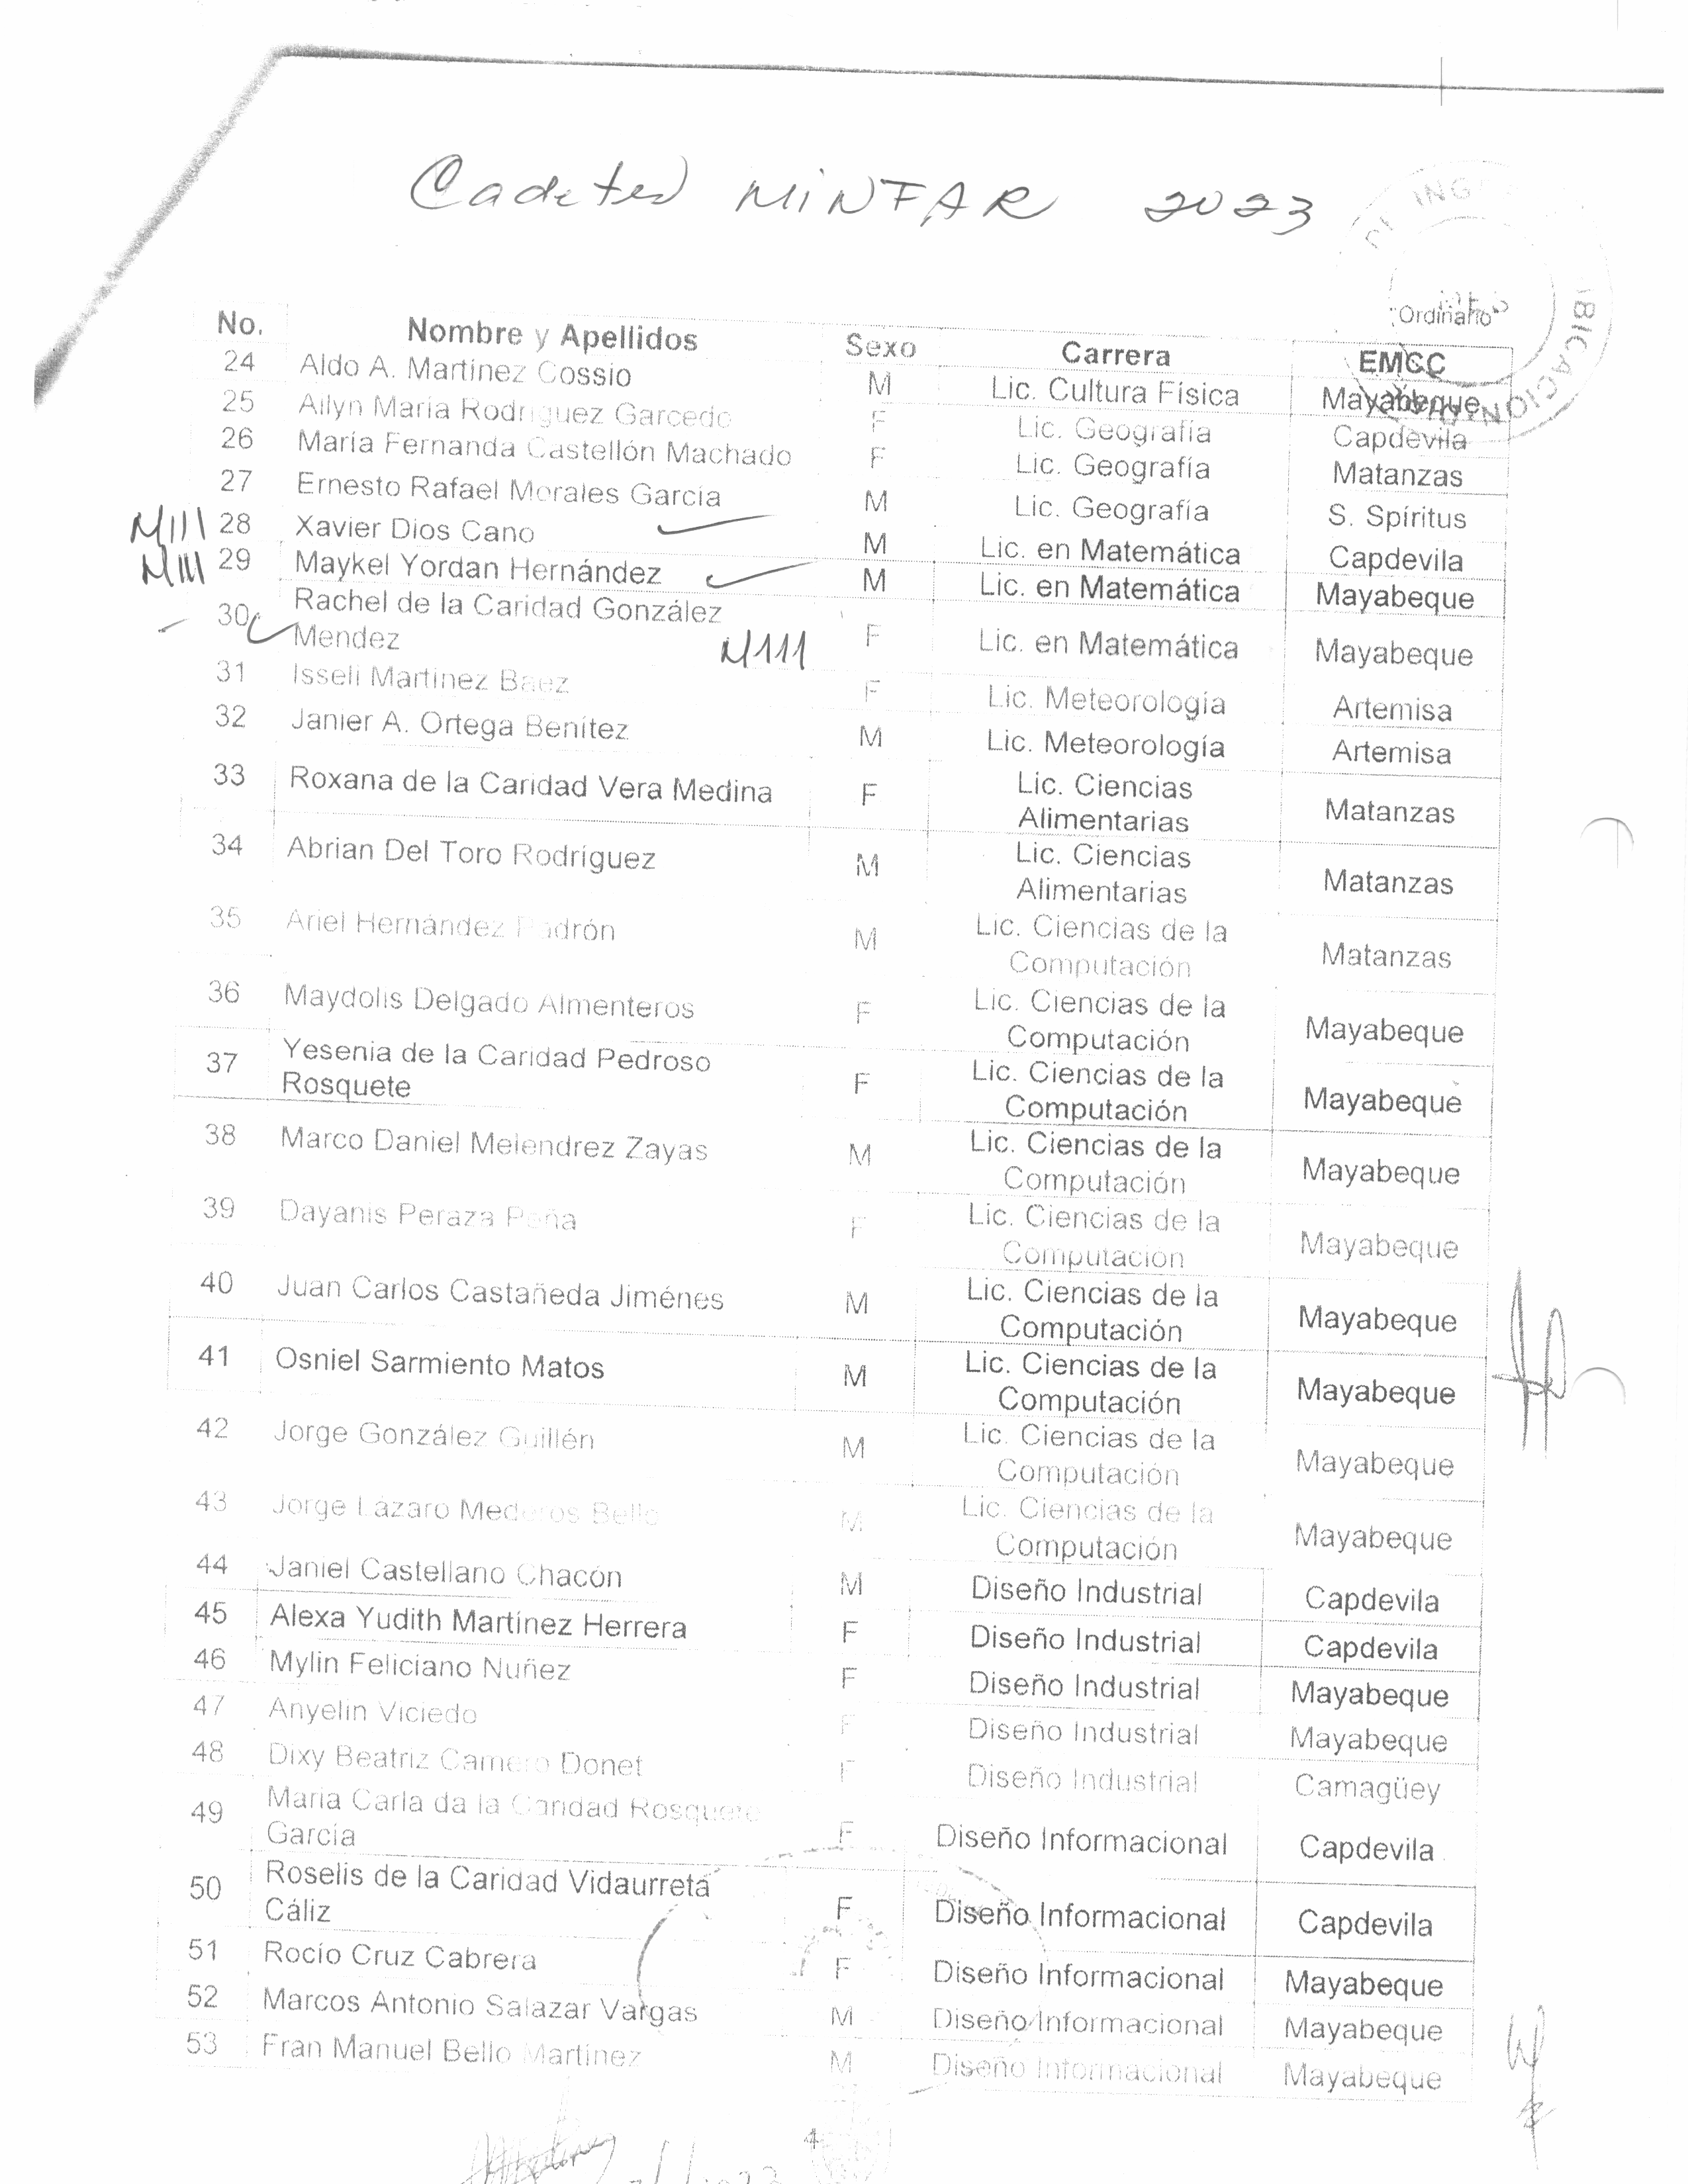 Cadetes MINFAR 2023
"Ordinario"
No. Nombre y Apellidos Sexo Carrera EMCC
24 Aldo A. Martínez Cossio M Lic. Cultura Física Mayabeque
25 Ailyn María Rodríguez Garcedo F Lic. Geografía Capdevila
26 María Fernanda Castellón Machado F Lic. Geografía Matanzas
27 Ernesto Rafael Morales García M Lic. Geografía S. Spíritus
M111 28 Xavier Dios Cano M Lic. en Matemática Capdevila
M111 29 Maykel Yordan Hernández M Lic. en Matemática Mayabeque
30 Rachel de la Caridad González
Mendez M111 F Lic. en Matemática Mayabeque
31 Isseli Martínez Baez F Lic. Meteorología Artemisa
32 Janier A. Ortega Benítez M Lic. Meteorología Artemisa
33 Roxana de la Caridad Vera Medina F Lic. Ciencias
Alimentarias Matanzas
34 Abrian Del Toro Rodríguez M Lic. Ciencias
Alimentarias Matanzas
35 Ariel Hernández Padrón M Lic. Ciencias de la
Computación Matanzas
36 Maydolis Delgado Almenteros F Lic. Ciencias de la
Computación Mayabeque
37 Yesenia de la Caridad Pedroso
Rosquete F Lic. Ciencias de la
Computación Mayabeque
38 Marco Daniel Melendrez Zayas M Lic. Ciencias de la
Computación Mayabeque
39 Dayanis Peraza Peña F Lic. Ciencias de la
Computación Mayabeque
40 Juan Carlos Castañeda Jiménes M Lic. Ciencias de la
Computación Mayabeque
41 Osniel Sarmiento Matos M Lic. Ciencias de la
Computación Mayabeque
42 Jorge González Guillén M Lic. Ciencias de la
Computación Mayabeque
43 Jorge Lázaro Mederos Bello M Lic. Ciencias de la
Computación Mayabeque
44 Janiel Castellano Chacón M Diseño Industrial Capdevila
45 Alexa Yudith Martínez Herrera F Diseño Industrial Capdevila
46 Mylin Feliciano Nuñez F Diseño Industrial Mayabeque
47 Anyelin Viciedo F Diseño Industrial Mayabeque
48 Dixy Beatriz Camero Donet F Diseño Industrial Camagüey
49 María Carla da la Caridad Rosquete
García F Diseño Informacional Capdevila
50 Roselis de la Caridad Vidaurreta
Cáliz F Diseño Informacional Capdevila
51 Rocío Cruz Cabrera F Diseño Informacional Mayabeque
52 Marcos Antonio Salazar Vargas M Diseño Informacional Mayabeque
53 Fran Manuel Bello Martínez M Diseño Informacional Mayabeque
4